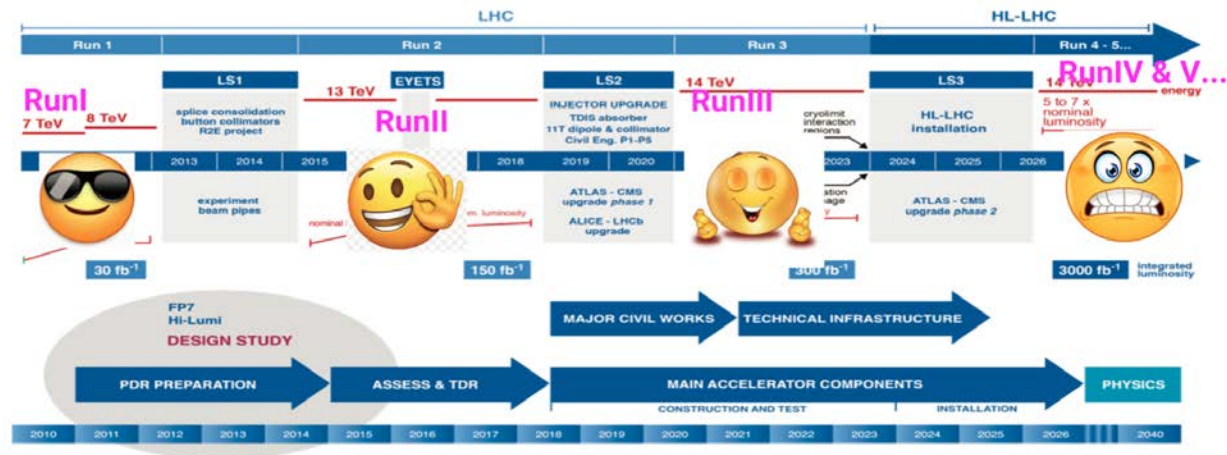 LHC
HL-LHC
Run 1
Run 2
Run 3
Run 4 - 5...
LS1
EYETS
LS2
LS3
13 TeV
14 TeV
14 TeV
RunIV & V...
energy
RunI
7 TeV
8 TeV
RunII
RunIII
splice consolidation
button collimators
R2E project
INJECTOR UPGRADE
TDIS absorber
11T dipole & collimator
Civil Eng. P1-P5
cryolimit
interaction
regions
HL-LHC
installation
5 to 7 x
nominal
luminosity
2013 2014 2015 2018 2019 2020 2023 2024 2025 2026
experiment
beam pipes
nominal
luminosity
ATLAS - CMS
upgrade phase 1
ALICE - LHCb
upgrade
ATLAS - CMS
upgrade phase 2
30 fb⁻¹
150 fb⁻¹
300 fb⁻¹
3000 fb⁻¹
integrated
luminosity
FP7
Hi-Lumi
DESIGN STUDY
MAJOR CIVIL WORKS
TECHNICAL INFRASTRUCTURE
PDR PREPARATION
ASSESS & TDR
MAIN ACCELERATOR COMPONENTS
PHYSICS
CONSTRUCTION AND TEST
INSTALLATION
2010 2011 2012 2013 2014 2015 2016 2017 2018 2019 2020 2021 2022 2023 2024 2025 2026 2040